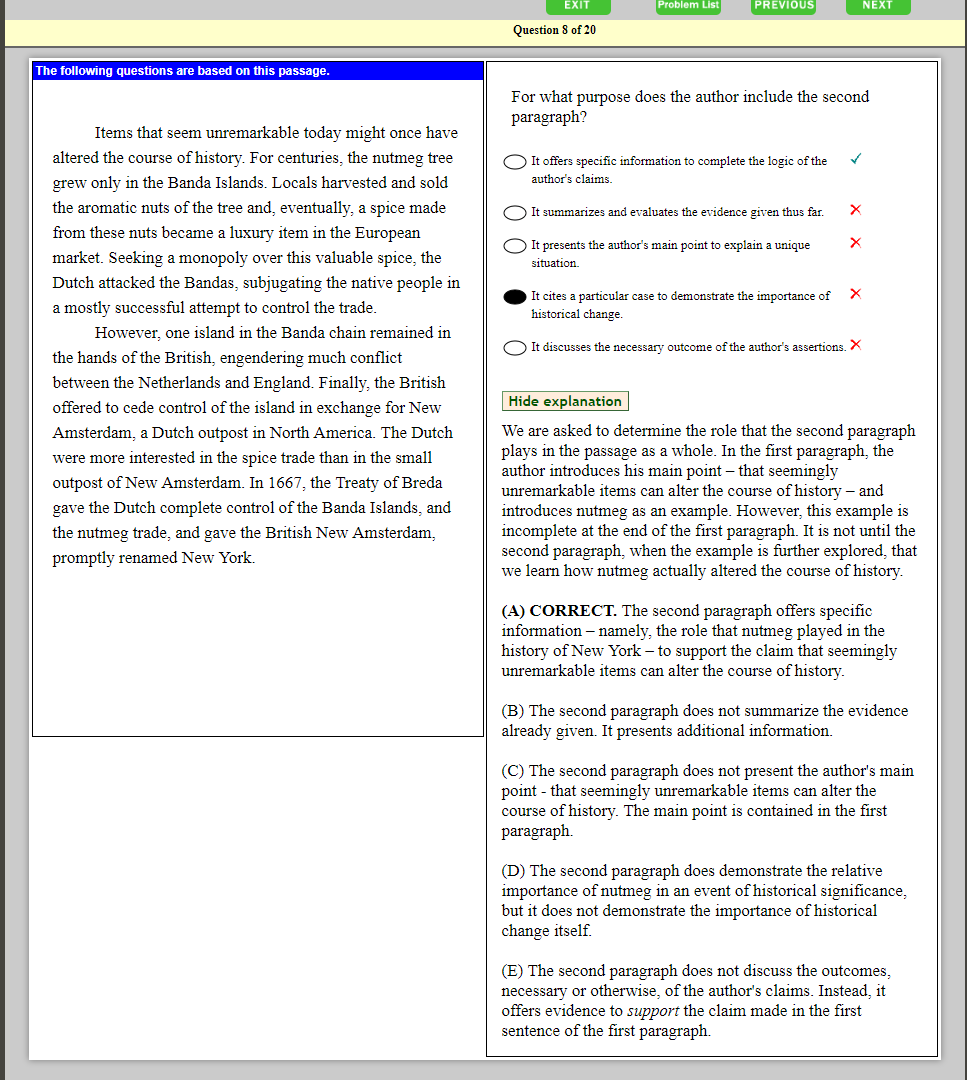 EXIT
Problem List
PREVIOUS
NEXT
Question 8 of 20
The following questions are based on this passage.
Items that seem unremarkable today might once have
altered the course of history. For centuries, the nutmeg tree
grew only in the Banda Islands. Locals harvested and sold
the aromatic nuts of the tree and, eventually, a spice made
from these nuts became a luxury item in the European
market. Seeking a monopoly over this valuable spice, the
Dutch attacked the Bandas, subjugating the native people in
a mostly successful attempt to control the trade.
However, one island in the Banda chain remained in
the hands of the British, engendering much conflict
between the Netherlands and England. Finally, the British
offered to cede control of the island in exchange for New
Amsterdam, a Dutch outpost in North America. The Dutch
were more interested in the spice trade than in the small
outpost of New Amsterdam. In 1667, the Treaty of Breda
gave the Dutch complete control of the Banda Islands, and
the nutmeg trade, and gave the British New Amsterdam,
promptly renamed New York.
For what purpose does the author include the second
paragraph?
It offers specific information to complete the logic of the
author's claims.
It summarizes and evaluates the evidence given thus far.
It presents the author's main point to explain a unique
situation.
It cites a particular case to demonstrate the importance of
historical change.
It discusses the necessary outcome of the author's assertions.
Hide explanation
We are asked to determine the role that the second paragraph
plays in the passage as a whole. In the first paragraph, the
author introduces his main point – that seemingly
unremarkable items can alter the course of history – and
introduces nutmeg as an example. However, this example is
incomplete at the end of the first paragraph. It is not until the
second paragraph, when the example is further explored, that
we learn how nutmeg actually altered the course of history.
(A) CORRECT. The second paragraph offers specific
information – namely, the role that nutmeg played in the
history of New York – to support the claim that seemingly
unremarkable items can alter the course of history.
(B) The second paragraph does not summarize the evidence
already given. It presents additional information.
(C) The second paragraph does not present the author's main
point - that seemingly unremarkable items can alter the
course of history. The main point is contained in the first
paragraph.
(D) The second paragraph does demonstrate the relative
importance of nutmeg in an event of historical significance,
but it does not demonstrate the importance of historical
change itself.
(E) The second paragraph does not discuss the outcomes,
necessary or otherwise, of the author's claims. Instead, it
offers evidence to support the claim made in the first
sentence of the first paragraph.